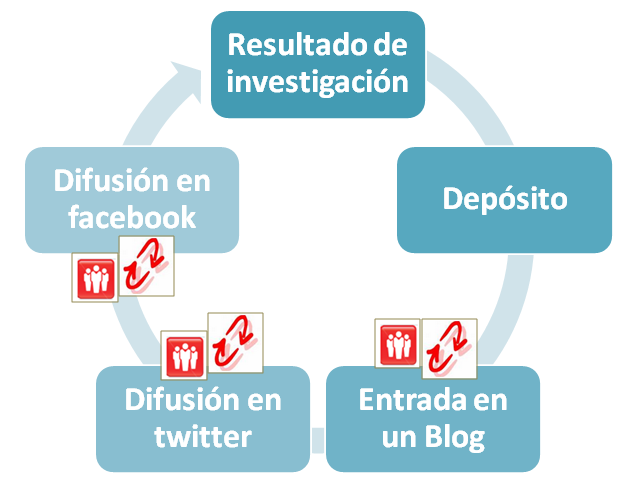 Resultado de
investigación
Depósito
Entrada en
un Blog
Difusión en
twitter
Difusión en
facebook